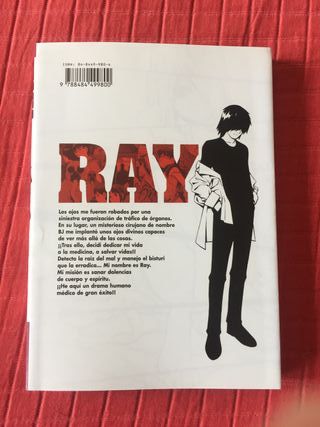 ISBN: 84-8449-980-6
9 788484 499800
RAY
Los ojos me fueron robados por una
siniestra organización de tráfico de órganos.
En su lugar, un misterioso cirujano de nombre
BJ me implantó unos ojos divinos capaces
de ver más allá de las cosas.
¡¡Tras ello, decidí dedicar mi vida
a la medicina, a salvar vidas!!
Detecto la raíz del mal y manejo el bisturí
que la erradica... Mi nombre es Ray.
Mi misión es sanar dolencias
de cuerpo y espíritu.
¡¡He aquí un drama humano
médico de gran éxito!!